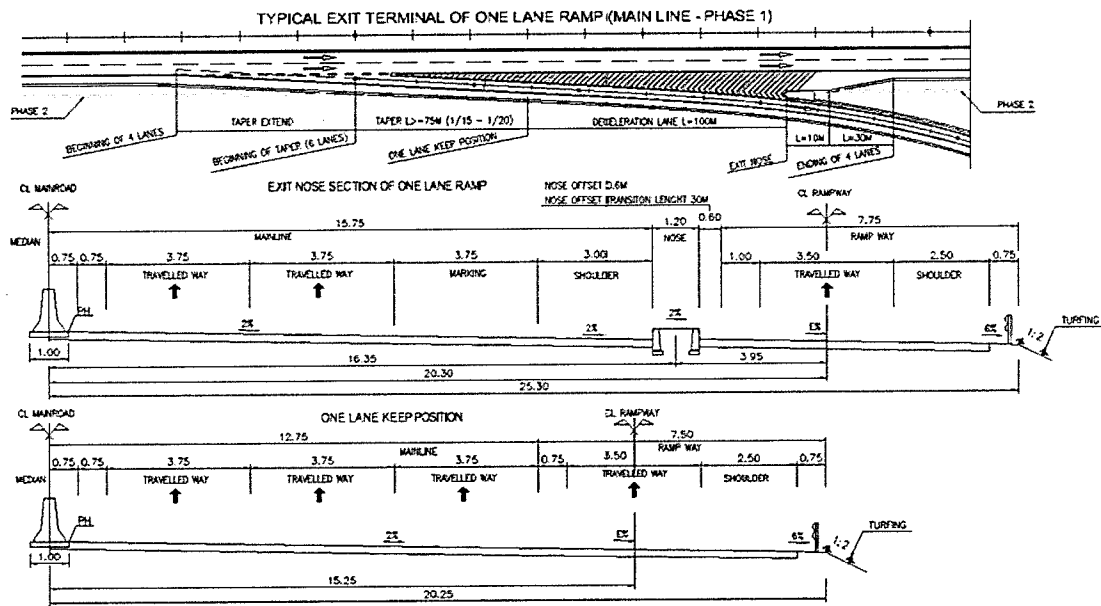 TYPICAL EXIT TERMINAL OF ONE LANE RAMP (MAIN LINE - PHASE 1)
PHASE 2
PHASE 2
TAPER EXTEND
TAPER L>=75M (1/15 - 1/20)
DECELERATION LANE L=100M
L=10M
L=30M
BEGINNING OF 4 LANES
BEGINNING OF TAPER (6 LANES)
ONE LANE KEEP POSITION
EXIT NOSE
ENDING OF 4 LANES
EXIT NOSE SECTION OF ONE LANE RAMP
NOSE OFFSET 0.6M
NOSE OFFSET TRANSITON LENGHT 30M
CL MAINROAD
CL RAMPWAY
15.75
1.20
0.60
7.75
MEDIAN
MAINLINE
NOSE
RAMP WAY
0.75 0.75 3.75 3.75 3.75 3.00 1.00 3.50 2.50 0.75
TRAVELLED WAY TRAVELLED WAY MARKING SHOULDER TRAVELLED WAY SHOULDER
PH
2% 2% 2% E% 6%
1:2
TURFING
1.00
16.35 3.95
20.30
25.30
CL MAINROAD
ONE LANE KEEP POSITION
CL RAMPWAY
12.75 7.50
MAINLINE RAMP WAY
0.75 0.75 3.75 3.75 3.75 0.75 3.50 2.50 0.75
MEDIAN TRAVELLED WAY TRAVELLED WAY TRAVELLED WAY TRAVELLED WAY SHOULDER
PH
2% E% 6%
1:2
TURFING
1.00
15.25
20.25